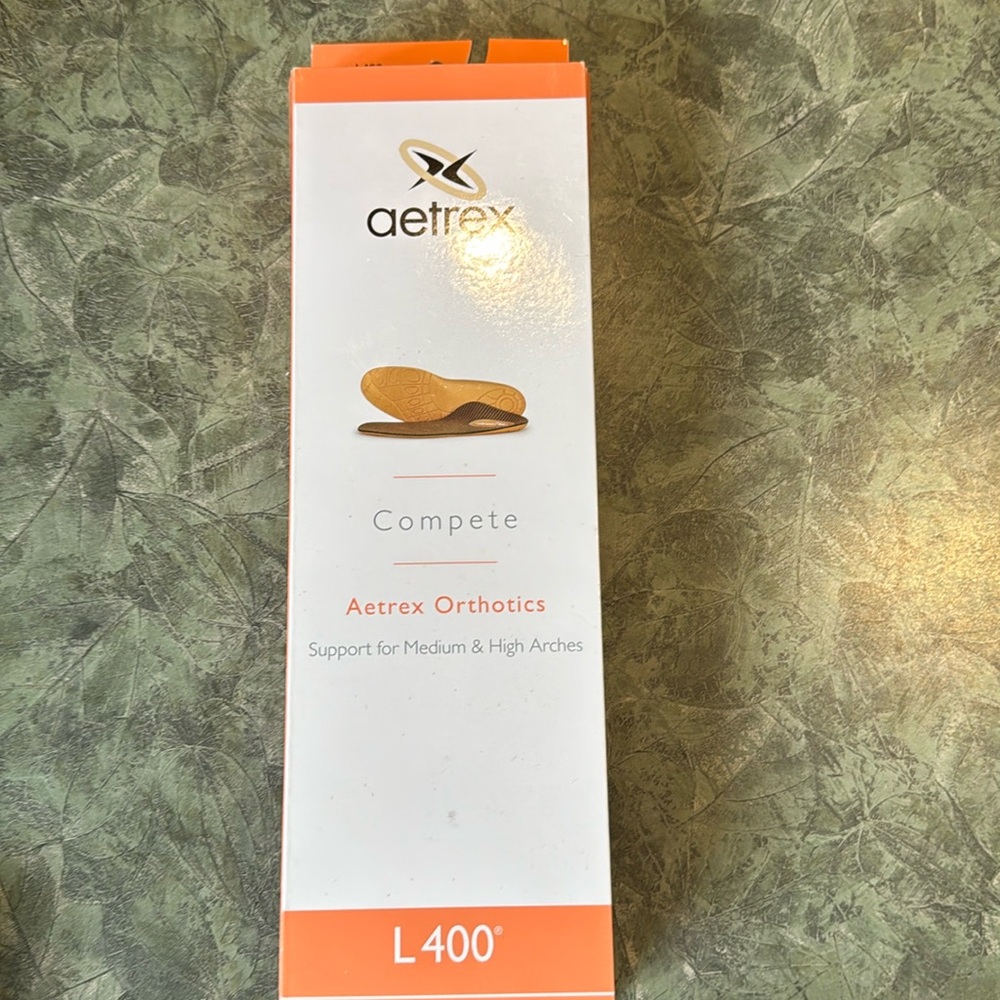 aetrex
Compete
Aetrex Orthotics
Support for Medium & High Arches
L400®